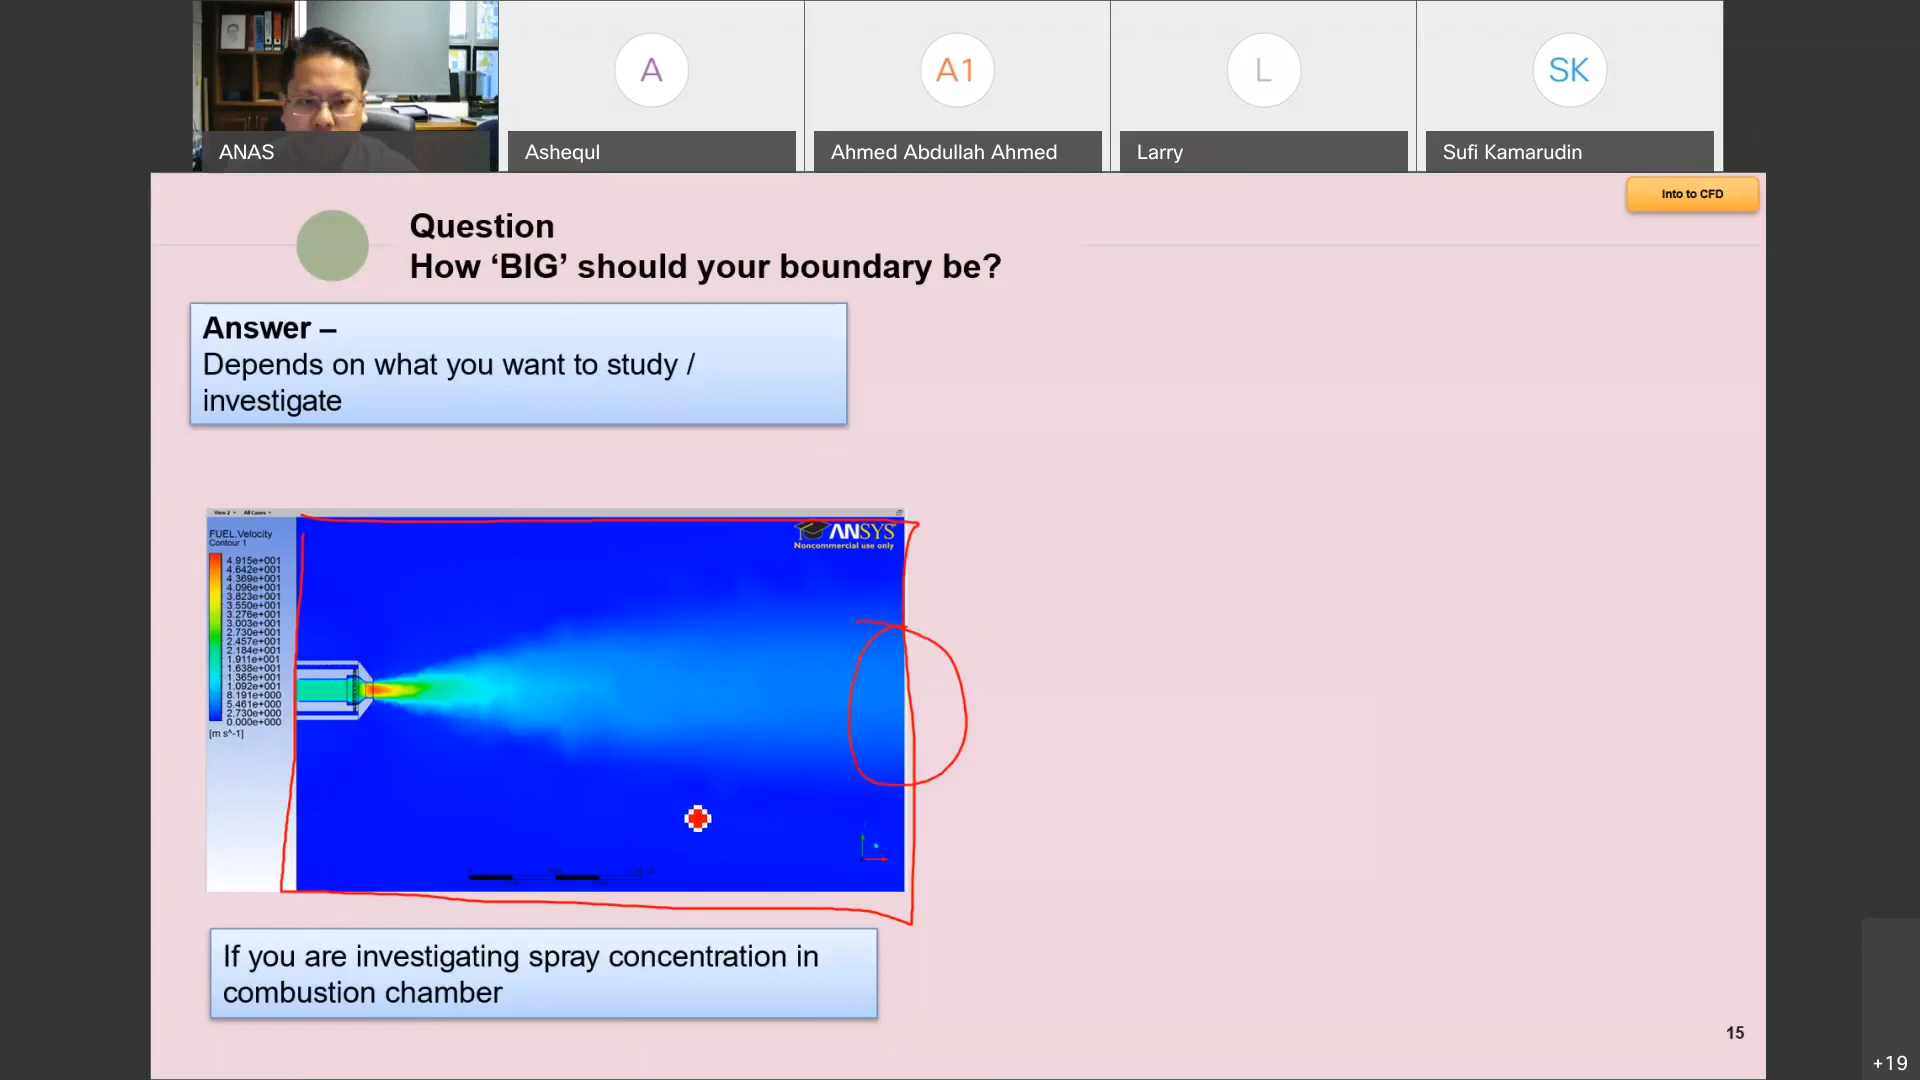 A
A1
L
SK
ANAS
Ashequl
Ahmed Abdullah Ahmed
Larry
Sufi Kamarudin
Into to CFD
Question
How ‘BIG’ should your boundary be?
Answer –
Depends on what you want to study /
investigate
View 2
All Cases
FUEL.Velocity
Contour 1
4.915e+001
4.642e+001
4.369e+001
4.096e+001
3.823e+001
3.550e+001
3.276e+001
3.003e+001
2.730e+001
2.457e+001
2.184e+001
1.911e+001
1.638e+001
1.365e+001
1.092e+001
8.191e+000
5.461e+000
2.730e+000
0.000e+000
[m s^-1]
ANSYS
Noncommercial use only
If you are investigating spray concentration in
combustion chamber
15
+19